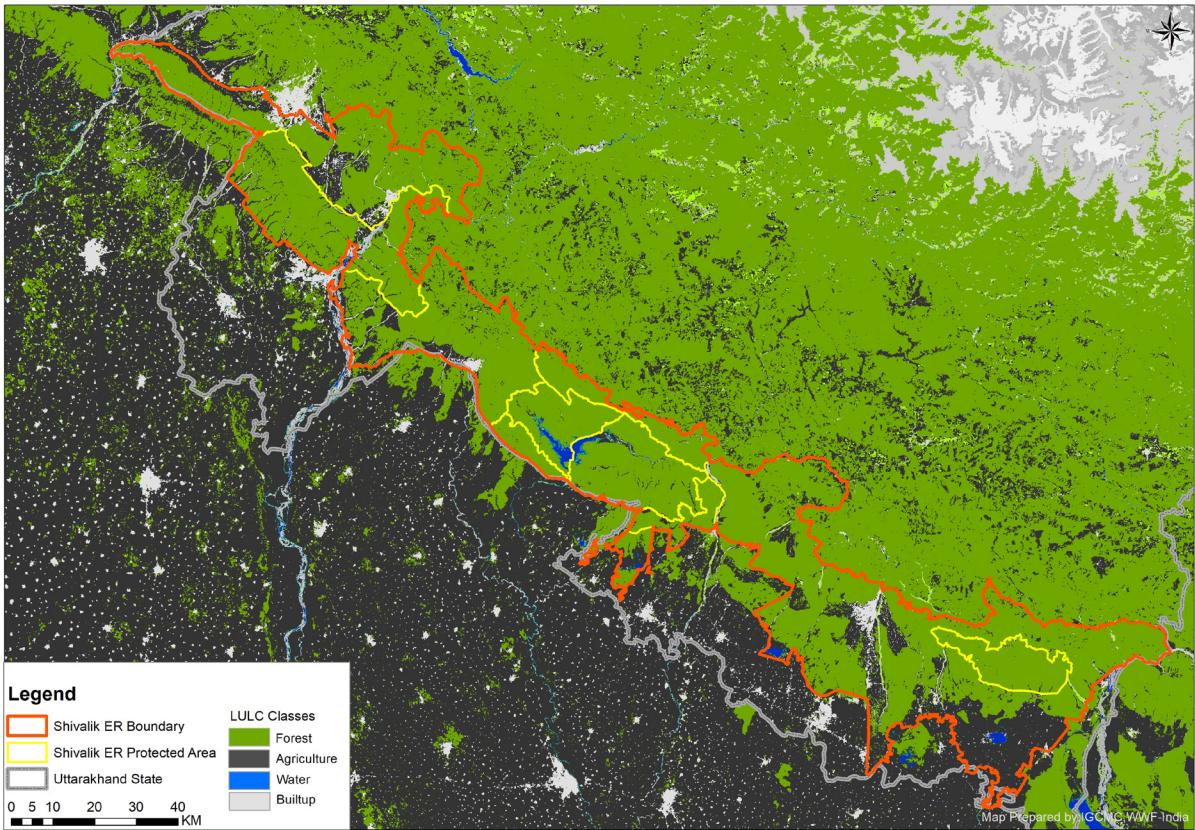 Legend
Shivalik ER Boundary
Shivalik ER Protected Area
Uttarakhand State
0 5 10 20 30 40
KM
LULC Classes
Forest
Agriculture
Water
Builtup
Map Prepared by IGCMC, WWF-India